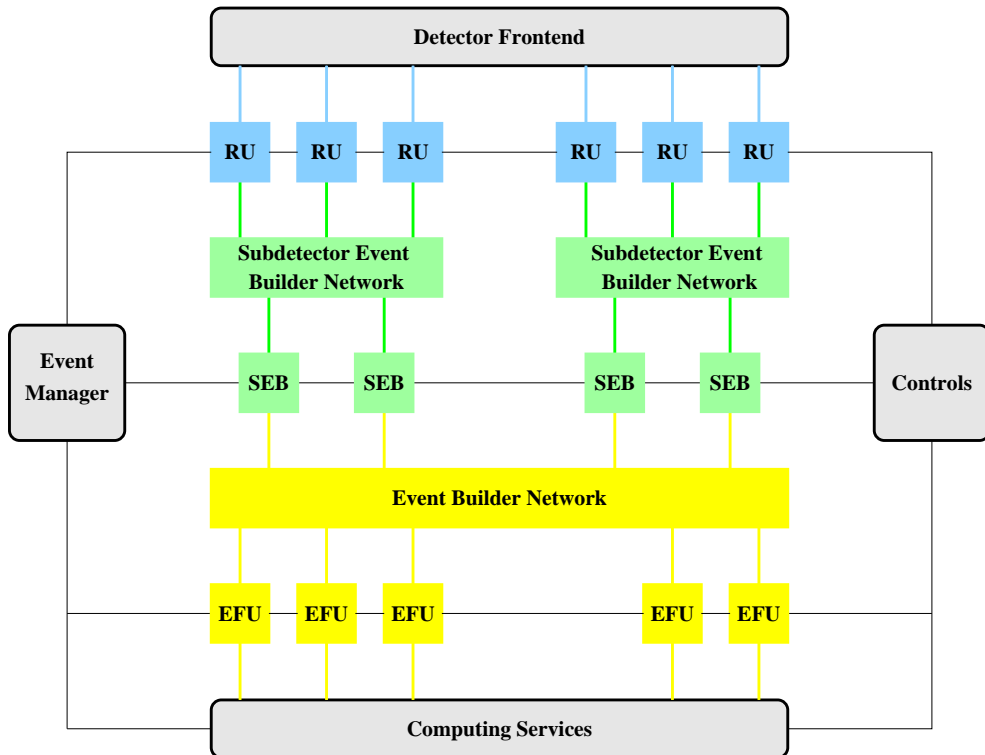 Detector Frontend
RU RU RU RU RU RU
Subdetector Event
Builder Network
Subdetector Event
Builder Network
Event
Manager
SEB SEB SEB SEB
Controls
Event Builder Network
EFU EFU EFU EFU EFU
Computing Services